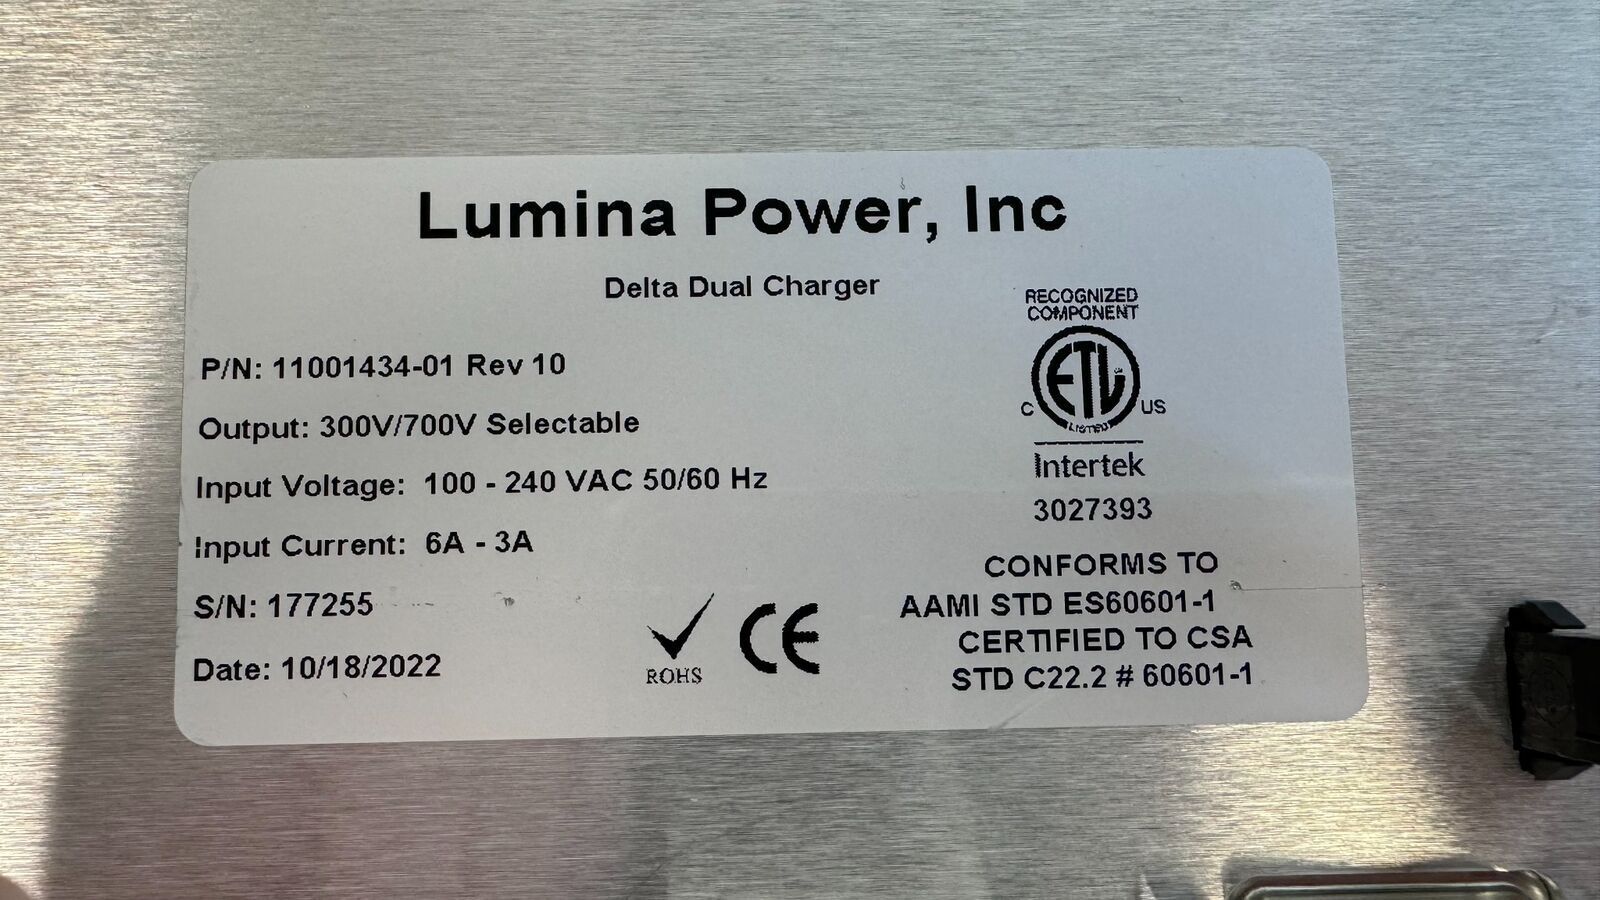 Lumina Power, Inc
Delta Dual Charger
RECOGNIZED
COMPONENT
ETL
C US
LISTED
Intertek
3027393
P/N: 11001434-01 Rev 10
Output: 300V/700V Selectable
Input Voltage: 100 - 240 VAC 50/60 Hz
Input Current: 6A - 3A
S/N: 177255
Date: 10/18/2022
ROHS
CE
CONFORMS TO
AAMI STD ES60601-1
CERTIFIED TO CSA
STD C22.2 # 60601-1